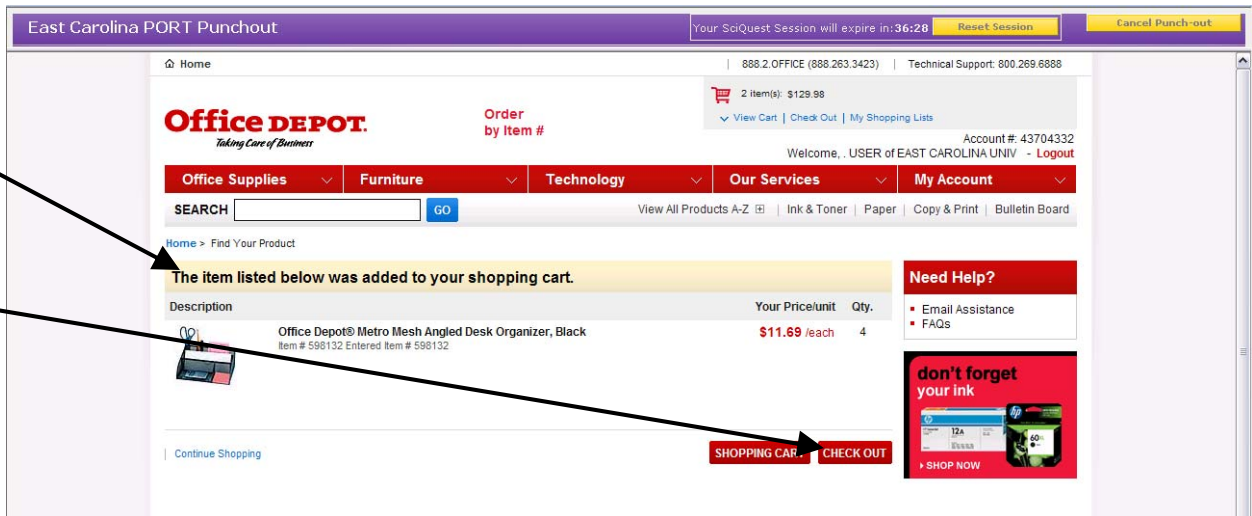 East Carolina PORT Punchout
Your SciQuest Session will expire in: 36:28 Reset Session
Cancel Punch-out
Home
| 888.2.OFFICE (888.263.3423) | Technical Support: 800.269.6888
2 item(s): $129.98
View Cart | Check Out | My Shopping Lists
Office DEPOT.
Taking Care of Business
Order
by Item #
Account #: 43704332
Welcome, . USER of EAST CAROLINA UNIV - Logout
Office Supplies Furniture Technology Our Services My Account
SEARCH GO View All Products A-Z | Ink & Toner | Paper | Copy & Print | Bulletin Board
Home > Find Your Product
The item listed below was added to your shopping cart.
Description Your Price/unit Qty.
Office Depot® Metro Mesh Angled Desk Organizer, Black $11.69 /each 4
Item # 598132 Entered Item # 598132
| Continue Shopping
SHOPPING CART CHECK OUT
Need Help?
Email Assistance
FAQs
don't forget
your ink
hp
12A
60
SHOP NOW